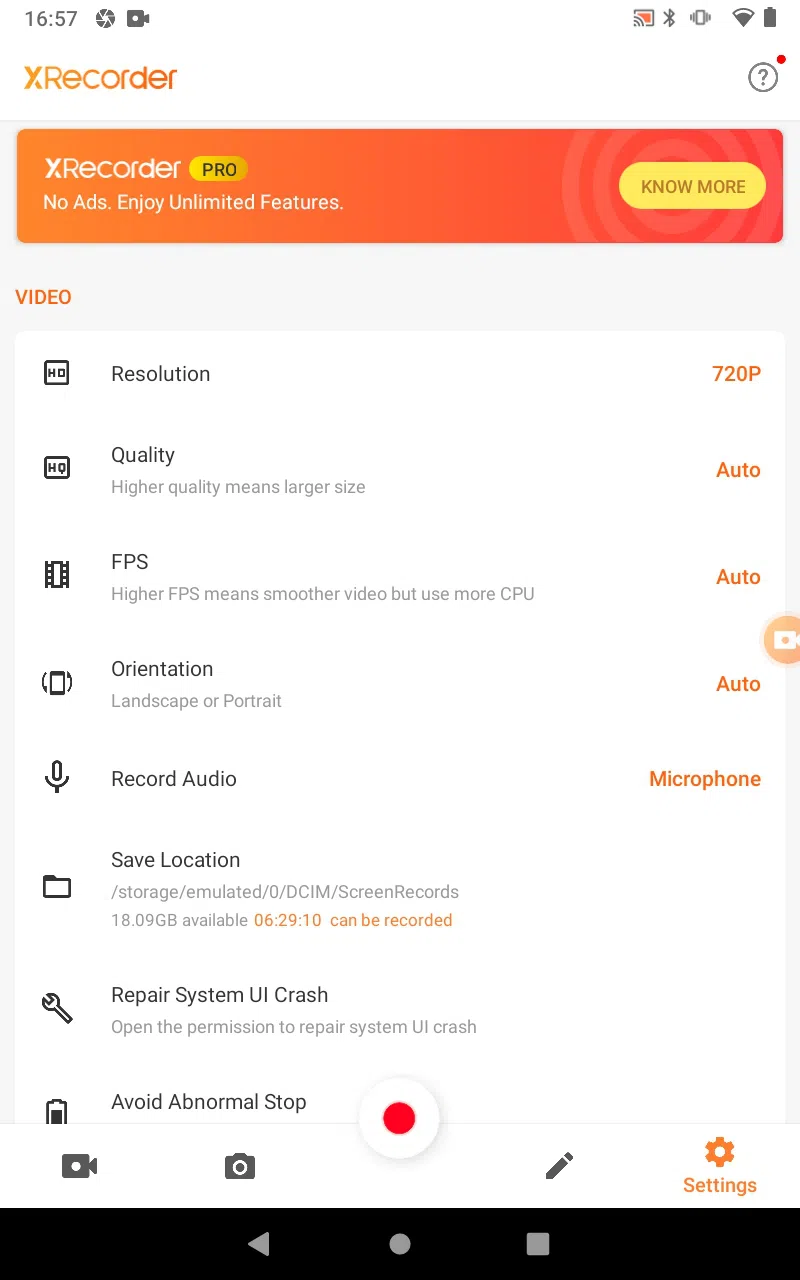 16:57
XRecorder
XRecorder PRO
No Ads. Enjoy Unlimited Features.
KNOW MORE
VIDEO
HD
Resolution
720P
HQ
Quality
Higher quality means larger size
Auto
FPS
Higher FPS means smoother video but use more CPU
Auto
Orientation
Landscape or Portrait
Auto
Record Audio
Microphone
Save Location
/storage/emulated/0/DCIM/ScreenRecords
18.09GB available 06:29:10 can be recorded
Repair System UI Crash
Open the permission to repair system UI crash
Avoid Abnormal Stop
Settings